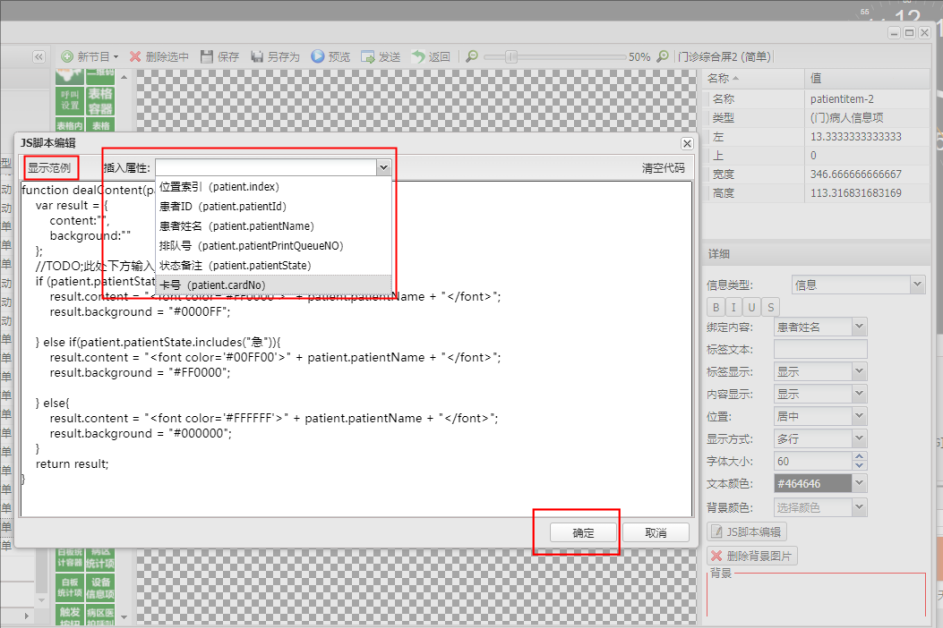 12
新节目
删除选中
保存
另存为
预览
发送
返回
50%
门诊综合屏2 (简单)
呼叫
设置
表格
容器
表格内
表格
名称
值
名称
patientitem-2
类型
(门)病人信息项
左
13.3333333333333
上
0
宽度
346.666666666667
高度
113.316831683169
JS脚本编辑
显示范例
插入属性:
清空代码
位置索引（patient.index）
患者ID（patient.patientId）
患者姓名（patient.patientName）
排队号（patient.patientPrintQueueNO）
状态备注（patient.patientState）
卡号（patient.cardNo）
function dealContent(p
var result = {
content:"",
background:""
};
//TODO;此处下方输入
if (patient.patientStat
result.content = "<font color='#FF0000'>" + patient.patientName + "</font>";
result.background = "#0000FF";
} else if(patient.patientState.includes("急")){
result.content = "<font color='#00FF00'>" + patient.patientName + "</font>";
result.background = "#FF0000";
} else{
result.content = "<font color='#FFFFFF'>" + patient.patientName + "</font>";
result.background = "#000000";
}
return result;
}
确定
取消
详细
信息类型:
信息
B I U S
绑定内容:
患者姓名
标签文本:
标签显示:
显示
内容显示:
显示
位置:
居中
显示方式:
多行
字体大小:
60
文本颜色:
#464646
背景颜色:
选择颜色
JS脚本编辑
删除背景图片
背景
计容器
统计项
白板
统计项
设备
信息项
触发
病区医